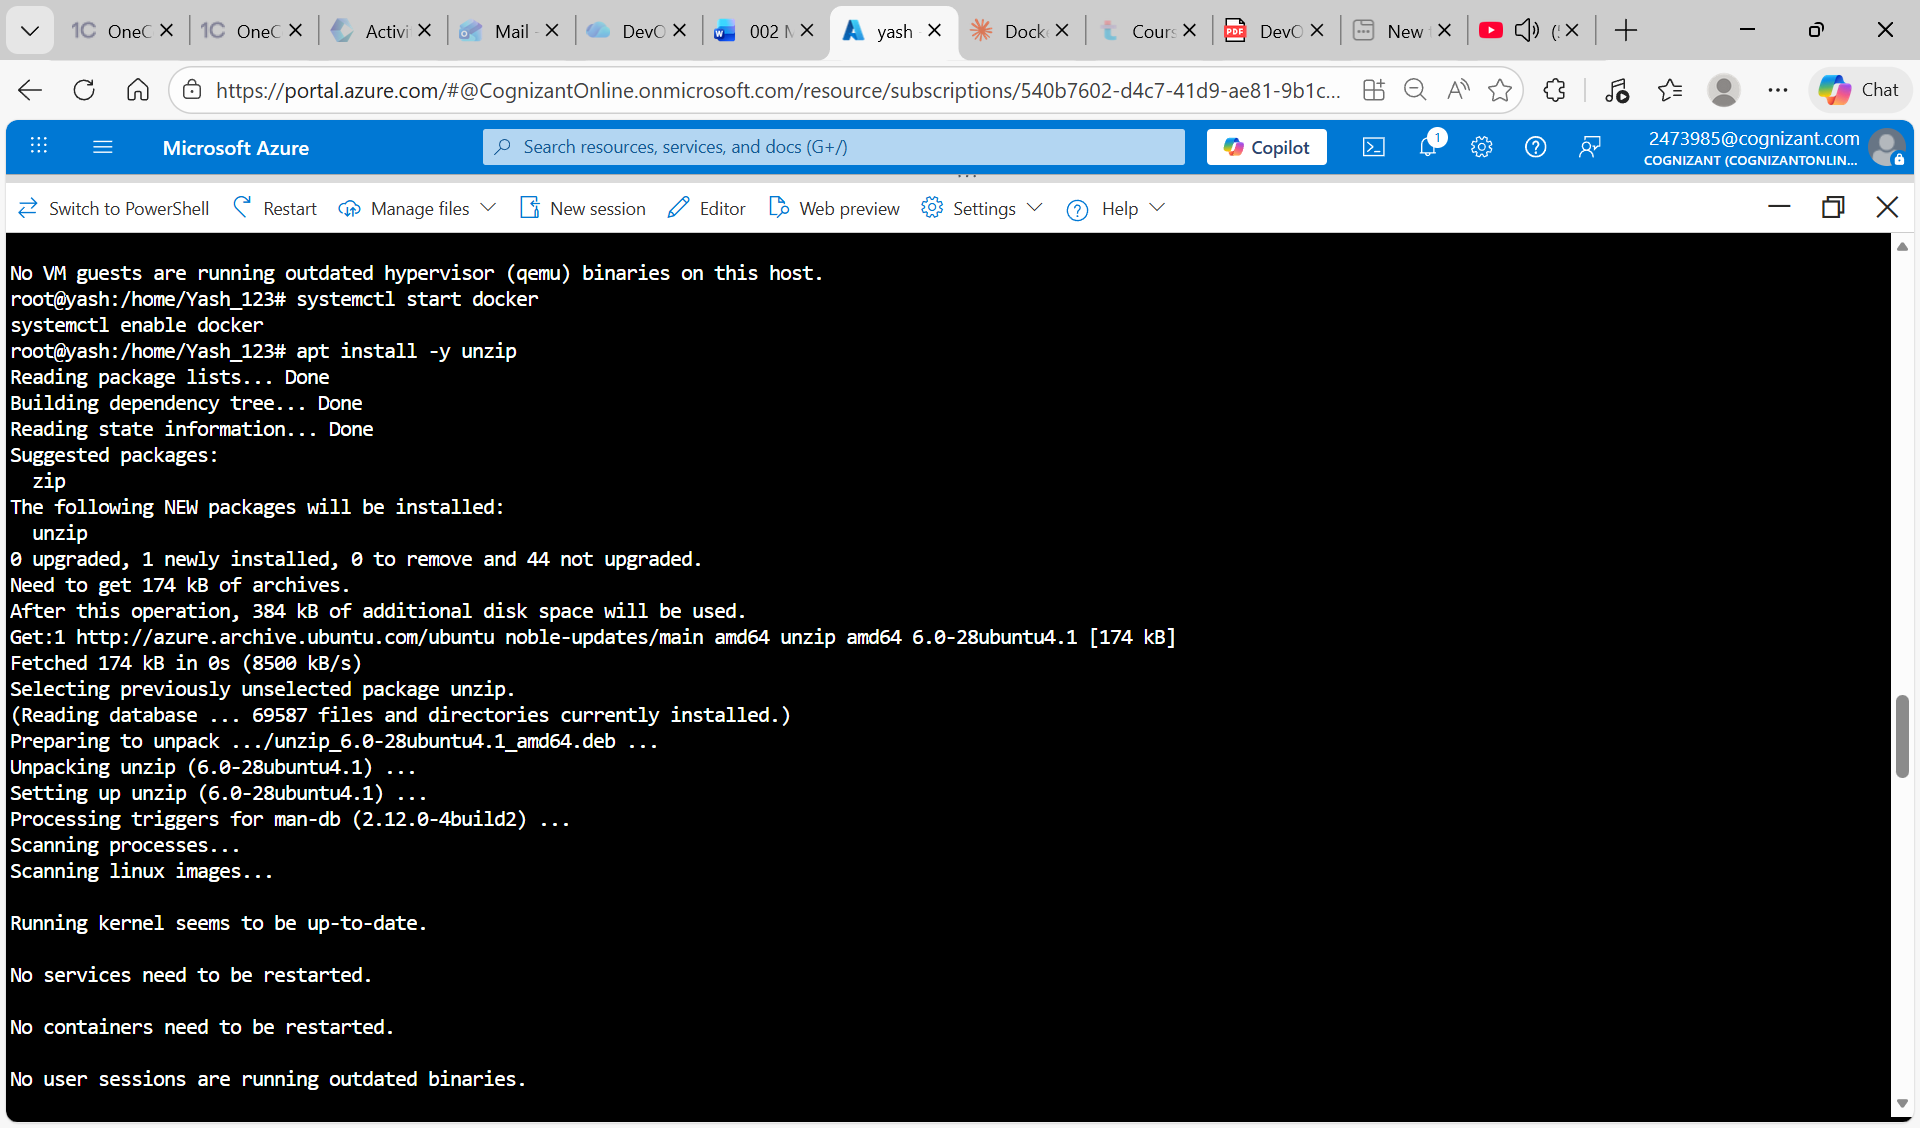 OneC
OneC
Activi
Mail -
DevO
002 M
yash -
Dock
Cours
DevO
New
https://portal.azure.com/#@CognizantOnline.onmicrosoft.com/resource/subscriptions/540b7602-d4c7-41d9-ae81-9b1c...
Chat
Microsoft Azure
Search resources, services, and docs (G+/)
Copilot
1
2473985@cognizant.com
COGNIZANT (COGNIZANTONLIN...
Switch to PowerShell
Restart
Manage files
New session
Editor
Web preview
Settings
Help
No VM guests are running outdated hypervisor (qemu) binaries on this host.
root@yash:/home/Yash_123# systemctl start docker
systemctl enable docker
root@yash:/home/Yash_123# apt install -y unzip
Reading package lists... Done
Building dependency tree... Done
Reading state information... Done
Suggested packages:
  zip
The following NEW packages will be installed:
  unzip
0 upgraded, 1 newly installed, 0 to remove and 44 not upgraded.
Need to get 174 kB of archives.
After this operation, 384 kB of additional disk space will be used.
Get:1 http://azure.archive.ubuntu.com/ubuntu noble-updates/main amd64 unzip amd64 6.0-28ubuntu4.1 [174 kB]
Fetched 174 kB in 0s (8500 kB/s)
Selecting previously unselected package unzip.
(Reading database ... 69587 files and directories currently installed.)
Preparing to unpack .../unzip_6.0-28ubuntu4.1_amd64.deb ...
Unpacking unzip (6.0-28ubuntu4.1) ...
Setting up unzip (6.0-28ubuntu4.1) ...
Processing triggers for man-db (2.12.0-4build2) ...
Scanning processes...
Scanning linux images...
Running kernel seems to be up-to-date.
No services need to be restarted.
No containers need to be restarted.
No user sessions are running outdated binaries.